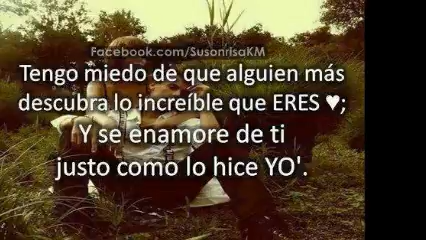 Facebook.com/SusonrisaKM
Tengo miedo de que alguien más
descubra lo increíble que ERES ♥;
Y se enamore de ti
justo como lo hice YO'.